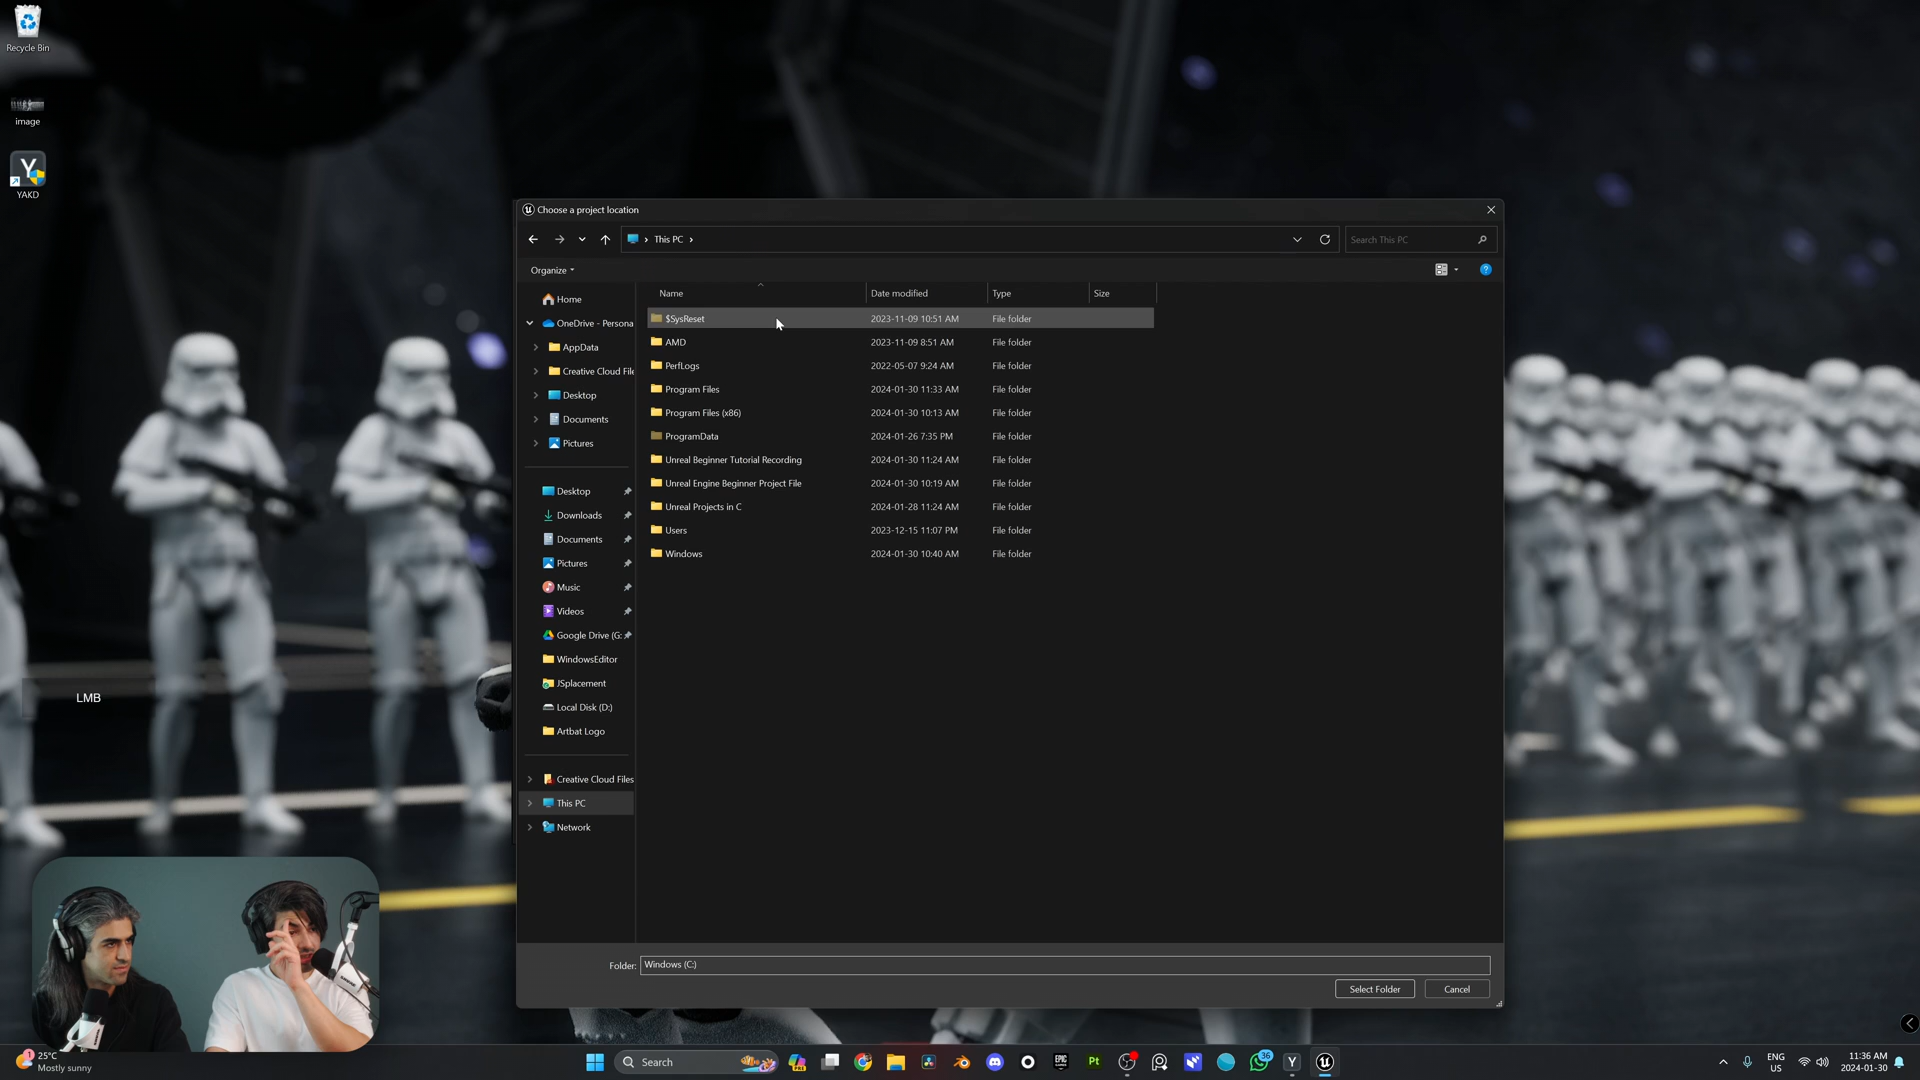 Recycle Bin
image
YAKD
Choose a project location
This PC
Search This PC
Organize
Name Date modified Type Size
Home
OneDrive - Persona
AppData
Creative Cloud File
Desktop
Documents
Pictures
Desktop
Downloads
Documents
Pictures
Music
Videos
Google Drive (G:
WindowsEditor
JSplacement
Local Disk (D:)
Artbat Logo
Creative Cloud Files
This PC
Network
$SysReset 2023-11-09 10:51 AM File folder
AMD 2023-11-09 8:51 AM File folder
PerfLogs 2022-05-07 9:24 AM File folder
Program Files 2024-01-30 11:33 AM File folder
Program Files (x86) 2024-01-30 10:13 AM File folder
ProgramData 2024-01-26 7:35 PM File folder
Unreal Beginner Tutorial Recording 2024-01-30 11:24 AM File folder
Unreal Engine Beginner Project File 2024-01-30 10:19 AM File folder
Unreal Projects in C 2024-01-28 11:24 AM File folder
Users 2023-12-15 11:07 PM File folder
Windows 2024-01-30 10:40 AM File folder
Folder: Windows (C:)
Select Folder Cancel
LMB
1
25°C
Mostly sunny
Search
PRE
EPIC
GAMES
Pt
36
Y
ENG
US
11:36 AM
2024-01-30